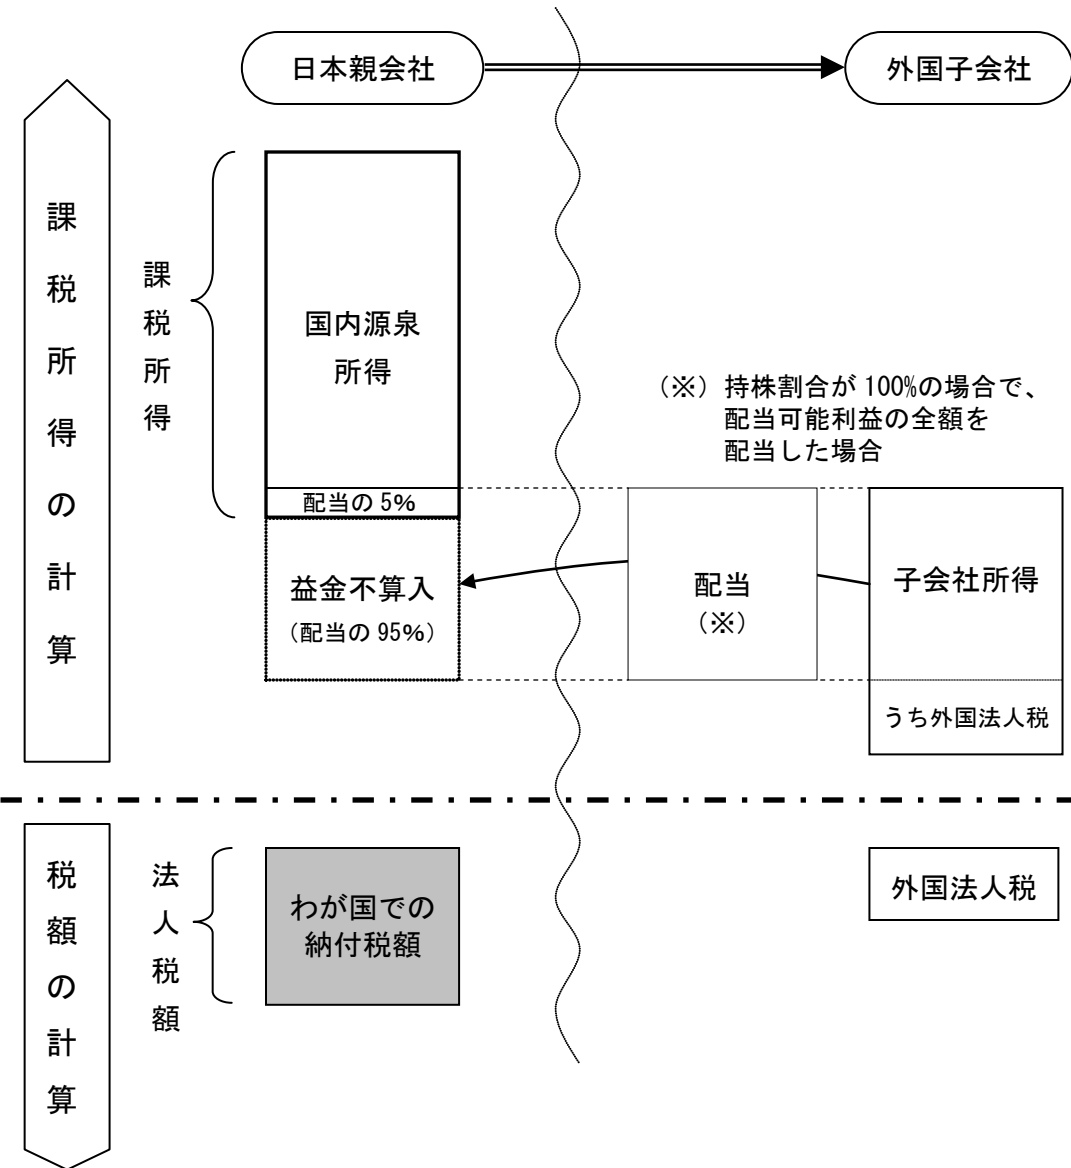 日本親会社
外国子会社
課税所得の計算
課税所得
国内源泉
所得
(※) 持株割合が 100%の場合で、
配当可能利益の全額を
配当した場合
配当の 5%
益金不算入
(配当の 95%)
配当
(※)
子会社所得
うち外国法人税
税額の計算
法人税額
わが国での
納付税額
外国法人税